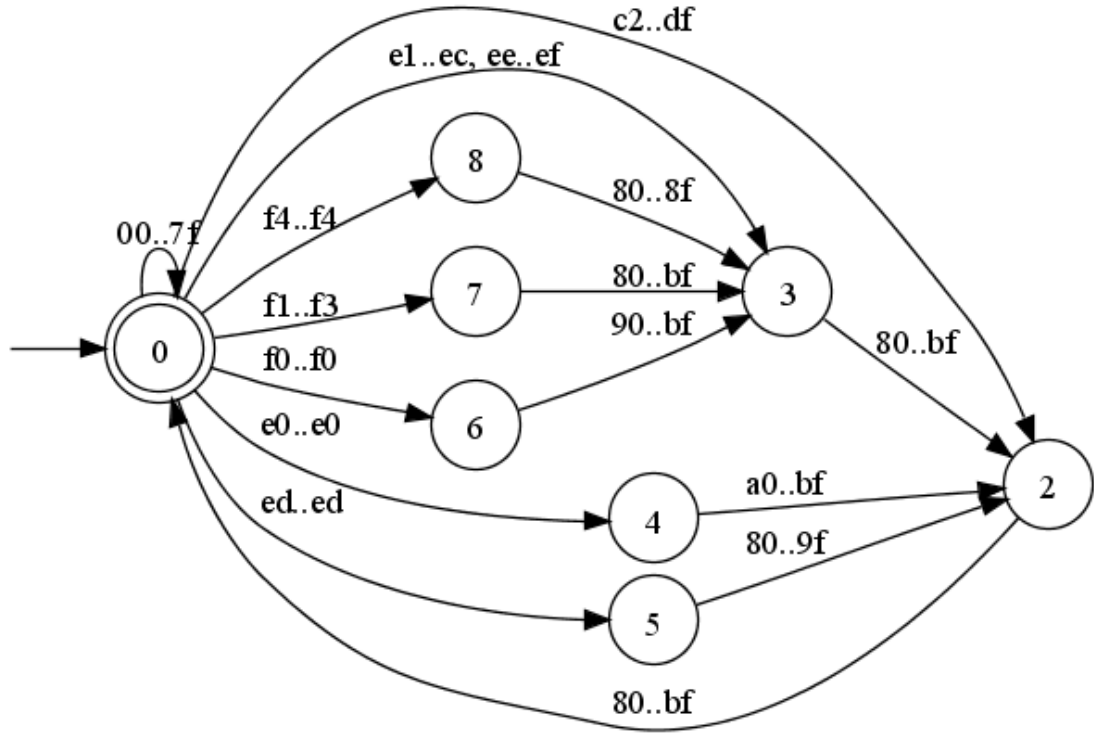 c2..df
e1..ec, ee..ef
8
80..8f
f4..f4
00..7f
80..bf
7
3
f1..f3
90..bf
80..bf
0
f0..f0
6
e0..e0
2
a0..bf
ed..ed
4
80..9f
5
80..bf